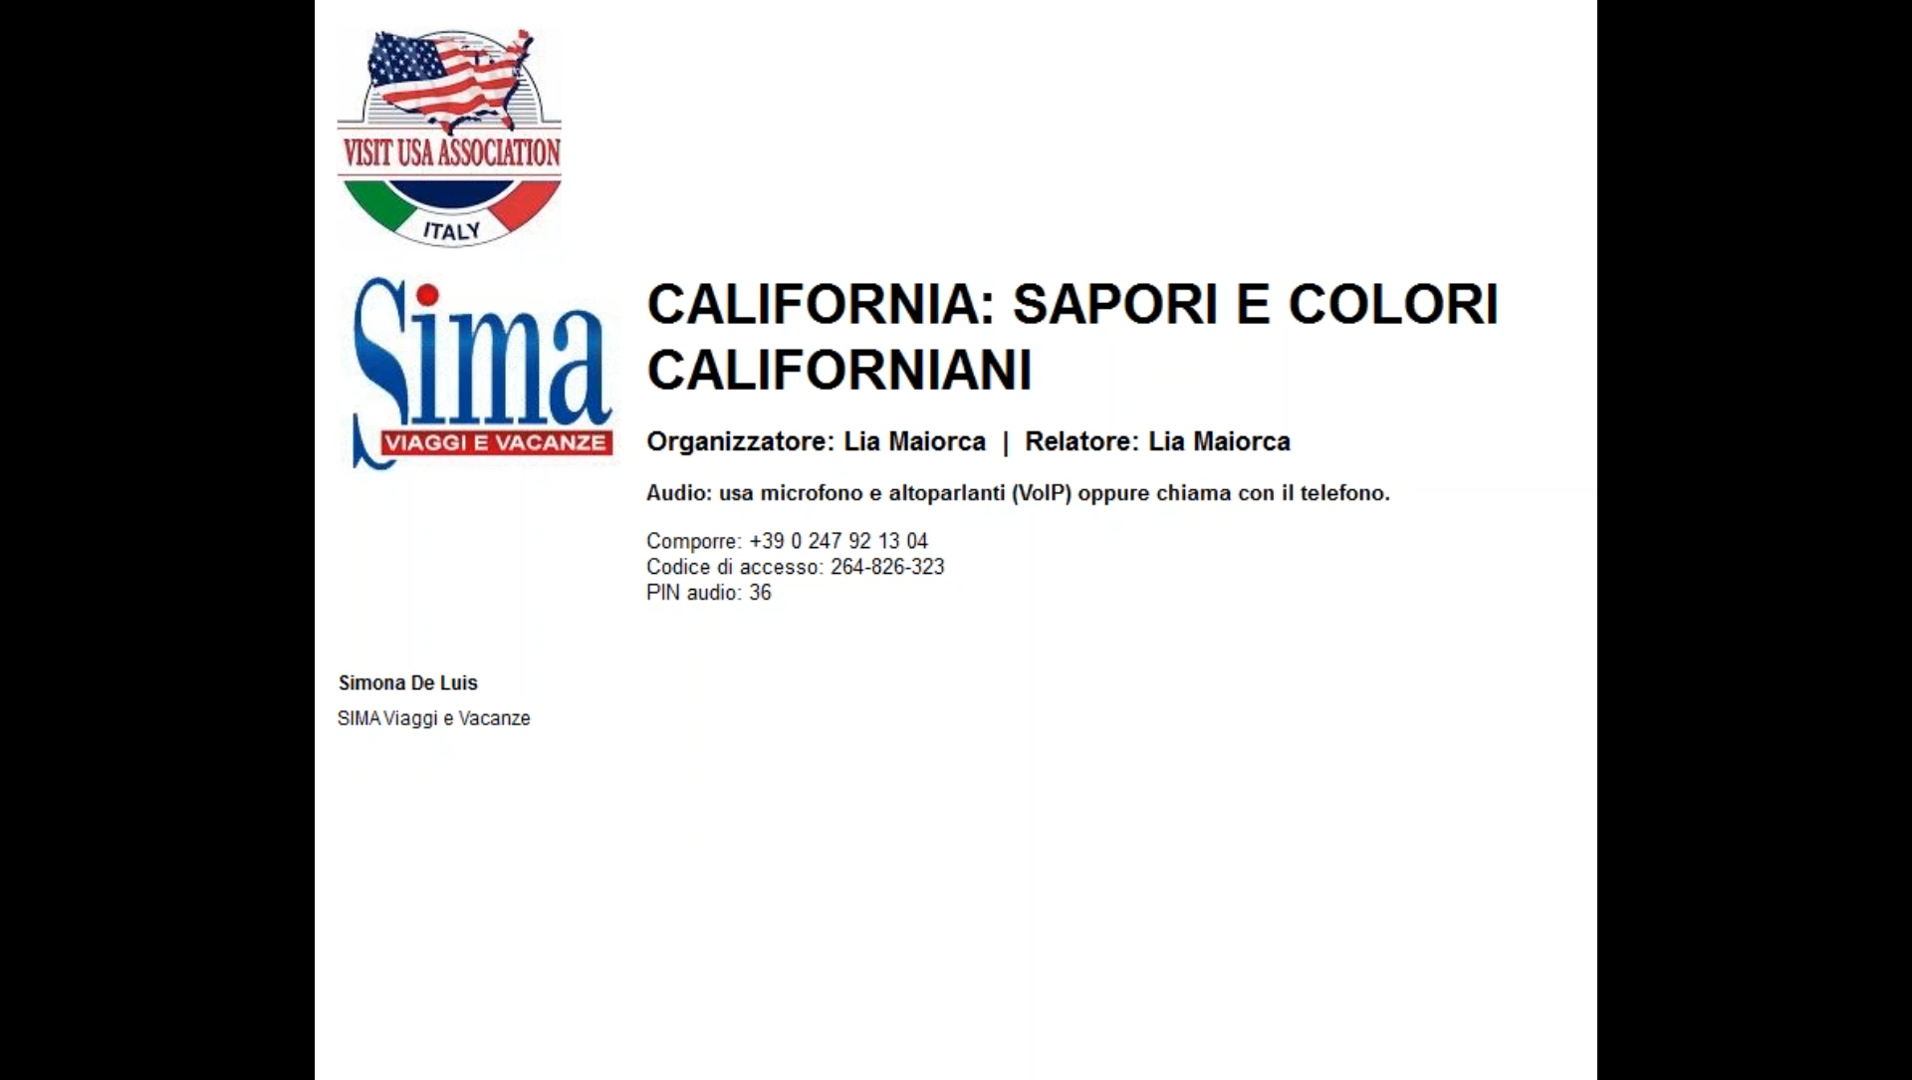 VISIT USA ASSOCIATION
ITALY
Sima
VIAGGI E VACANZE
CALIFORNIA: SAPORI E COLORI
CALIFORNIANI
Organizzatore: Lia Maiorca | Relatore: Lia Maiorca
Audio: usa microfono e altoparlanti (VoIP) oppure chiama con il telefono.
Comporre: +39 0 247 92 13 04
Codice di accesso: 264-826-323
PIN audio: 36
Simona De Luis
SIMA Viaggi e Vacanze